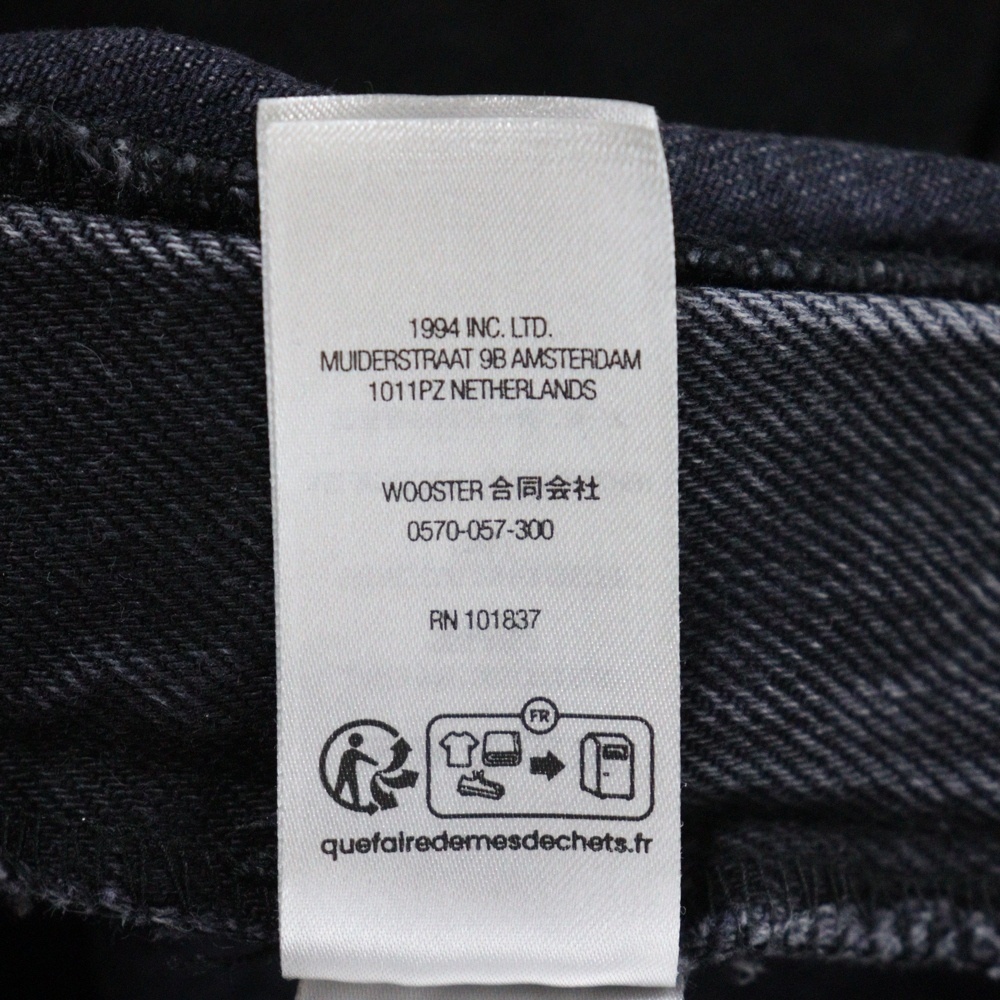 1994 INC. LTD.
MUIDERSTRAAT 9B AMSTERDAM
1011PZ NETHERLANDS
WOOSTER 合同会社
0570-057-300
RN 101837
FR
quefairedemesdechets.fr